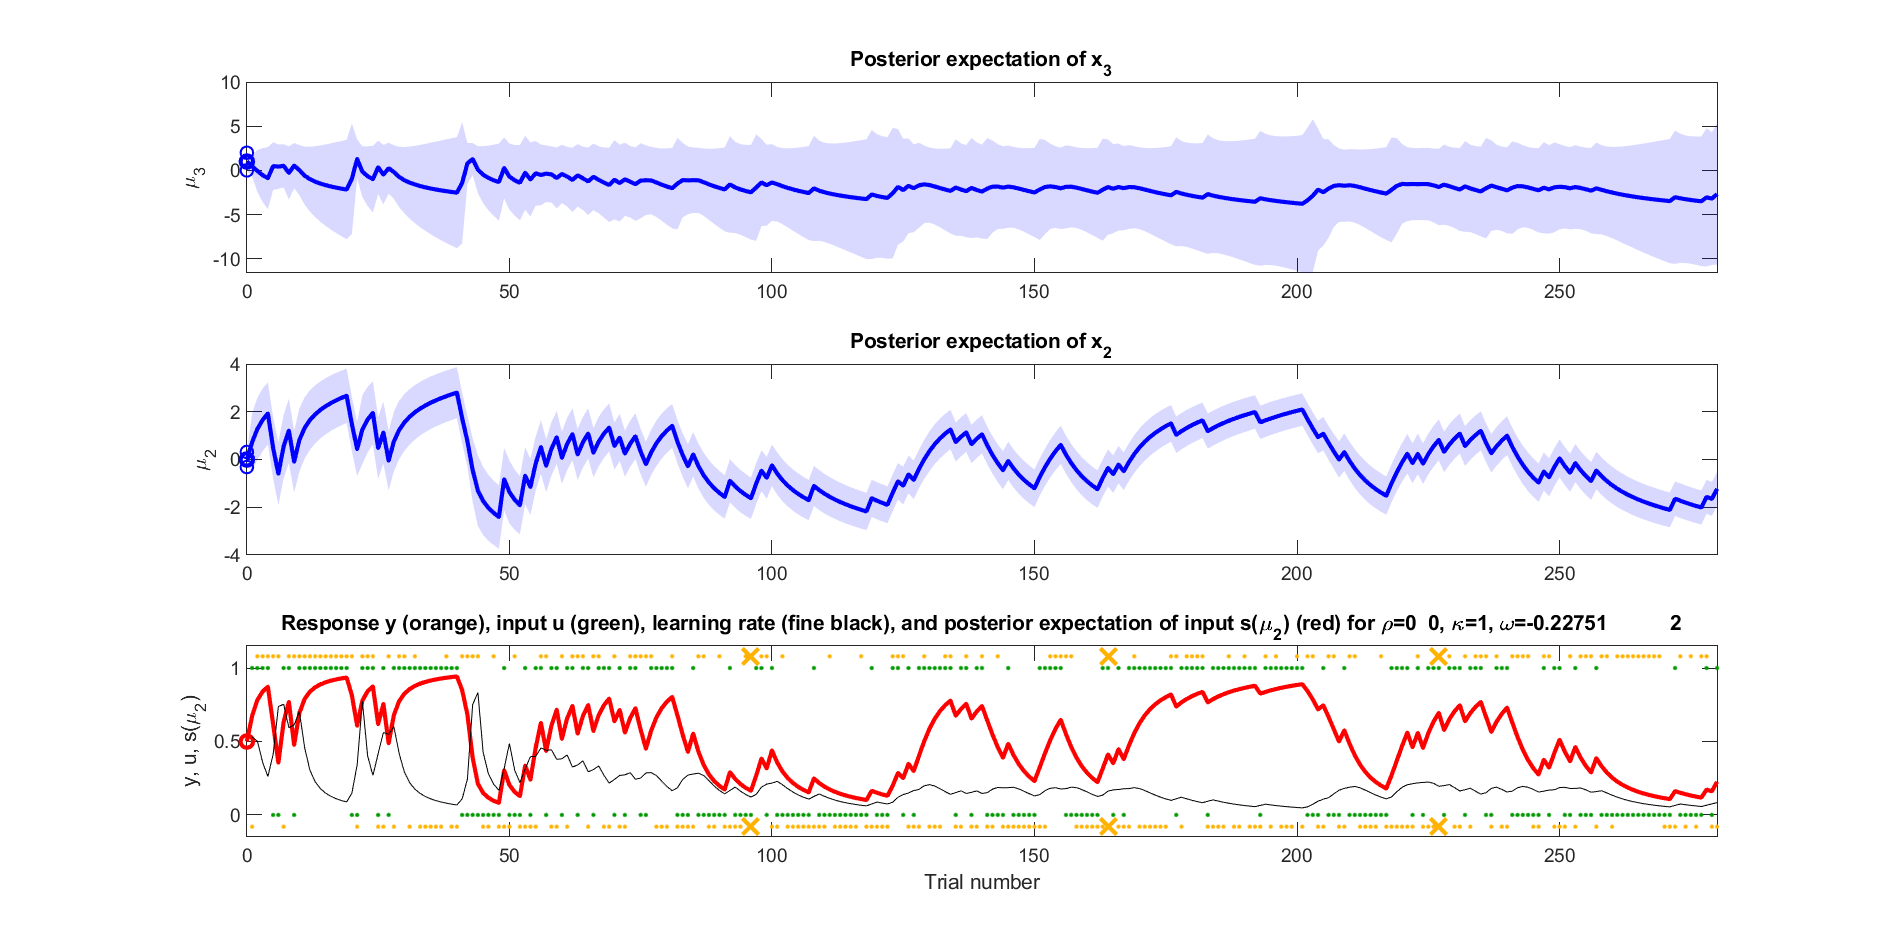 Posterior expectation of x3
μ3
10
5
0
-5
-10
0 50 100 150 200 250
Posterior expectation of x2
μ2
4
2
0
-2
-4
0 50 100 150 200 250
Response y (orange), input u (green), learning rate (fine black), and posterior expectation of input s(μ2) (red) for ρ=0 0, κ=1, ω=-0.22751 2
y, u, s(μ2)
1
0.5
0
0 50 100 150 200 250
Trial number